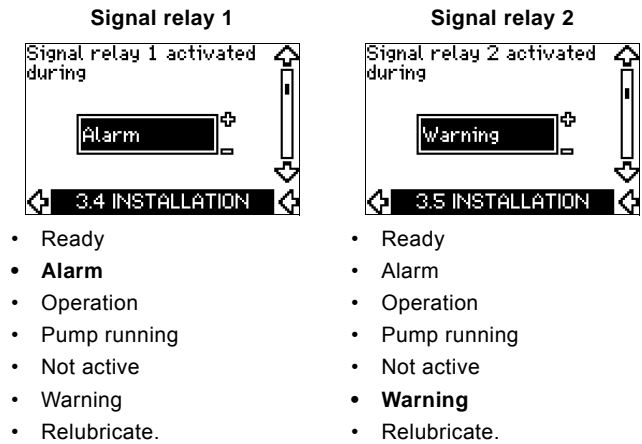 Signal relay 1
Signal relay 1 activated
during
Alarm
3.4 INSTALLATION
• Ready
• Alarm
• Operation
• Pump running
• Not active
• Warning
• Relubricate.
Signal relay 2
Signal relay 2 activated
during
Warning
3.5 INSTALLATION
• Ready
• Alarm
• Operation
• Pump running
• Not active
• Warning
• Relubricate.